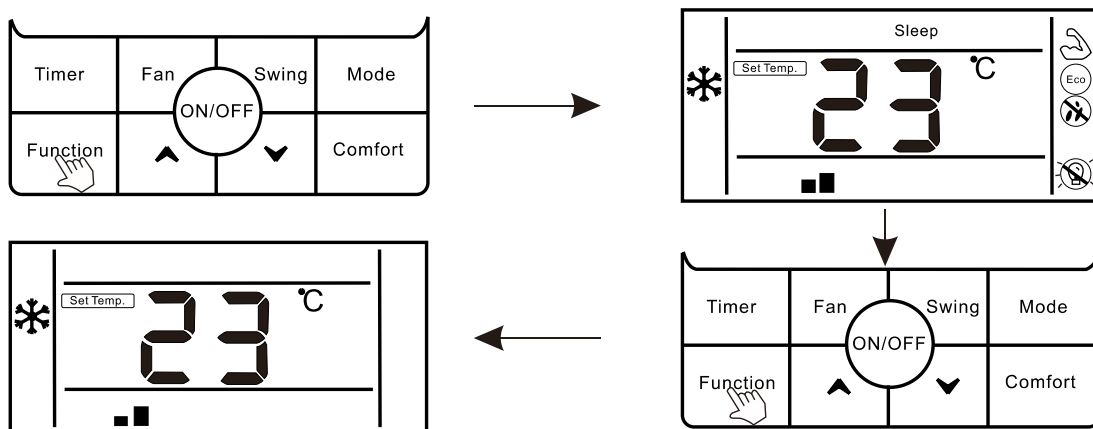 Timer Fan Swing Mode
ON/OFF
Function Comfort
Sleep
Set Temp. 23 °C
Eco
Set Temp. 23 °C
Timer Fan Swing Mode
ON/OFF
Function Comfort